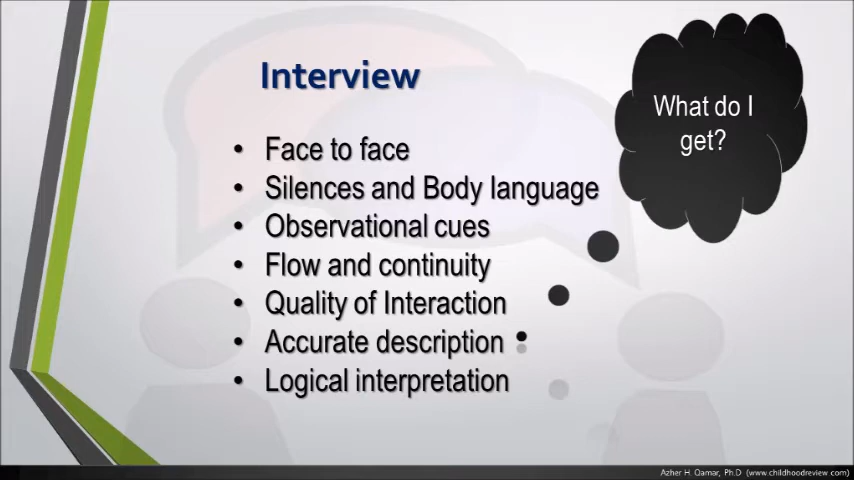 Interview
What do I
get?
• Face to face
• Silences and Body language
• Observational cues
• Flow and continuity
• Quality of Interaction
• Accurate description
• Logical interpretation
Azher H. Qamar, Ph.D (www.childhoodreview.com)